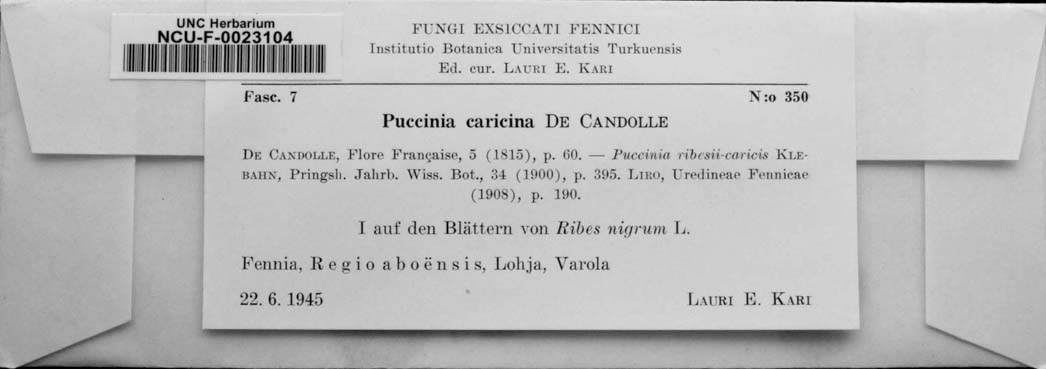 UNC Herbarium
NCU-F-0023104
FUNGI EXSICCATI FENNICI
Institutio Botanica Universitatis Turkuensis
Ed. cur. LAURI E. KARI
Fasc. 7 N:o 350
Puccinia caricina DE CANDOLLE
DE CANDOLLE, Flore Française, 5 (1815), p. 60. — Puccinia ribesii-caricis KLE-
BAHN, Pringsh. Jahrb. Wiss. Bot., 34 (1900), p. 395. LIRO, Uredineae Fennicae
(1908), p. 190.
I auf den Blättern von Ribes nigrum L.
Fennia, Regio aboënsis, Lohja, Varola
22. 6. 1945 LAURI E. KARI